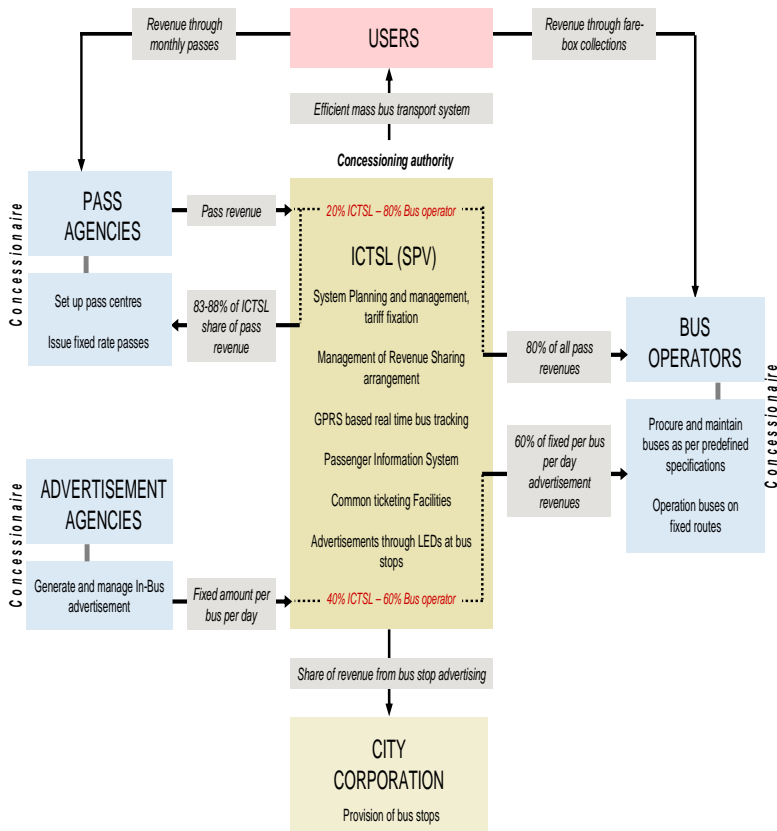 Revenue through
monthly passes
USERS
Revenue through fare-
box collections
Efficient mass bus transport system
Concessioning authority
Concessionaire
PASS
AGENCIES
Pass revenue
20% ICTSL – 80% Bus operator
ICTSL (SPV)
Set up pass centres
Issue fixed rate passes
83-88% of ICTSL
share of pass
revenue
System Planning and management,
tariff fixation
Management of Revenue Sharing
arrangement
GPRS based real time bus tracking
Passenger Information System
Common ticketing Facilities
Advertisements through LEDs at bus
stops
40% ICTSL – 60% Bus operator
80% of all pass
revenues
60% of fixed per bus
per day
advertisement
revenues
BUS
OPERATORS
Procure and maintain
buses as per predefined
specifications
Operation buses on
fixed routes
Concessionaire
Concessionaire
ADVERTISEMENT
AGENCIES
Generate and manage In-Bus
advertisement
Fixed amount per
bus per day
Share of revenue from bus stop advertising
CITY
CORPORATION
Provision of bus stops